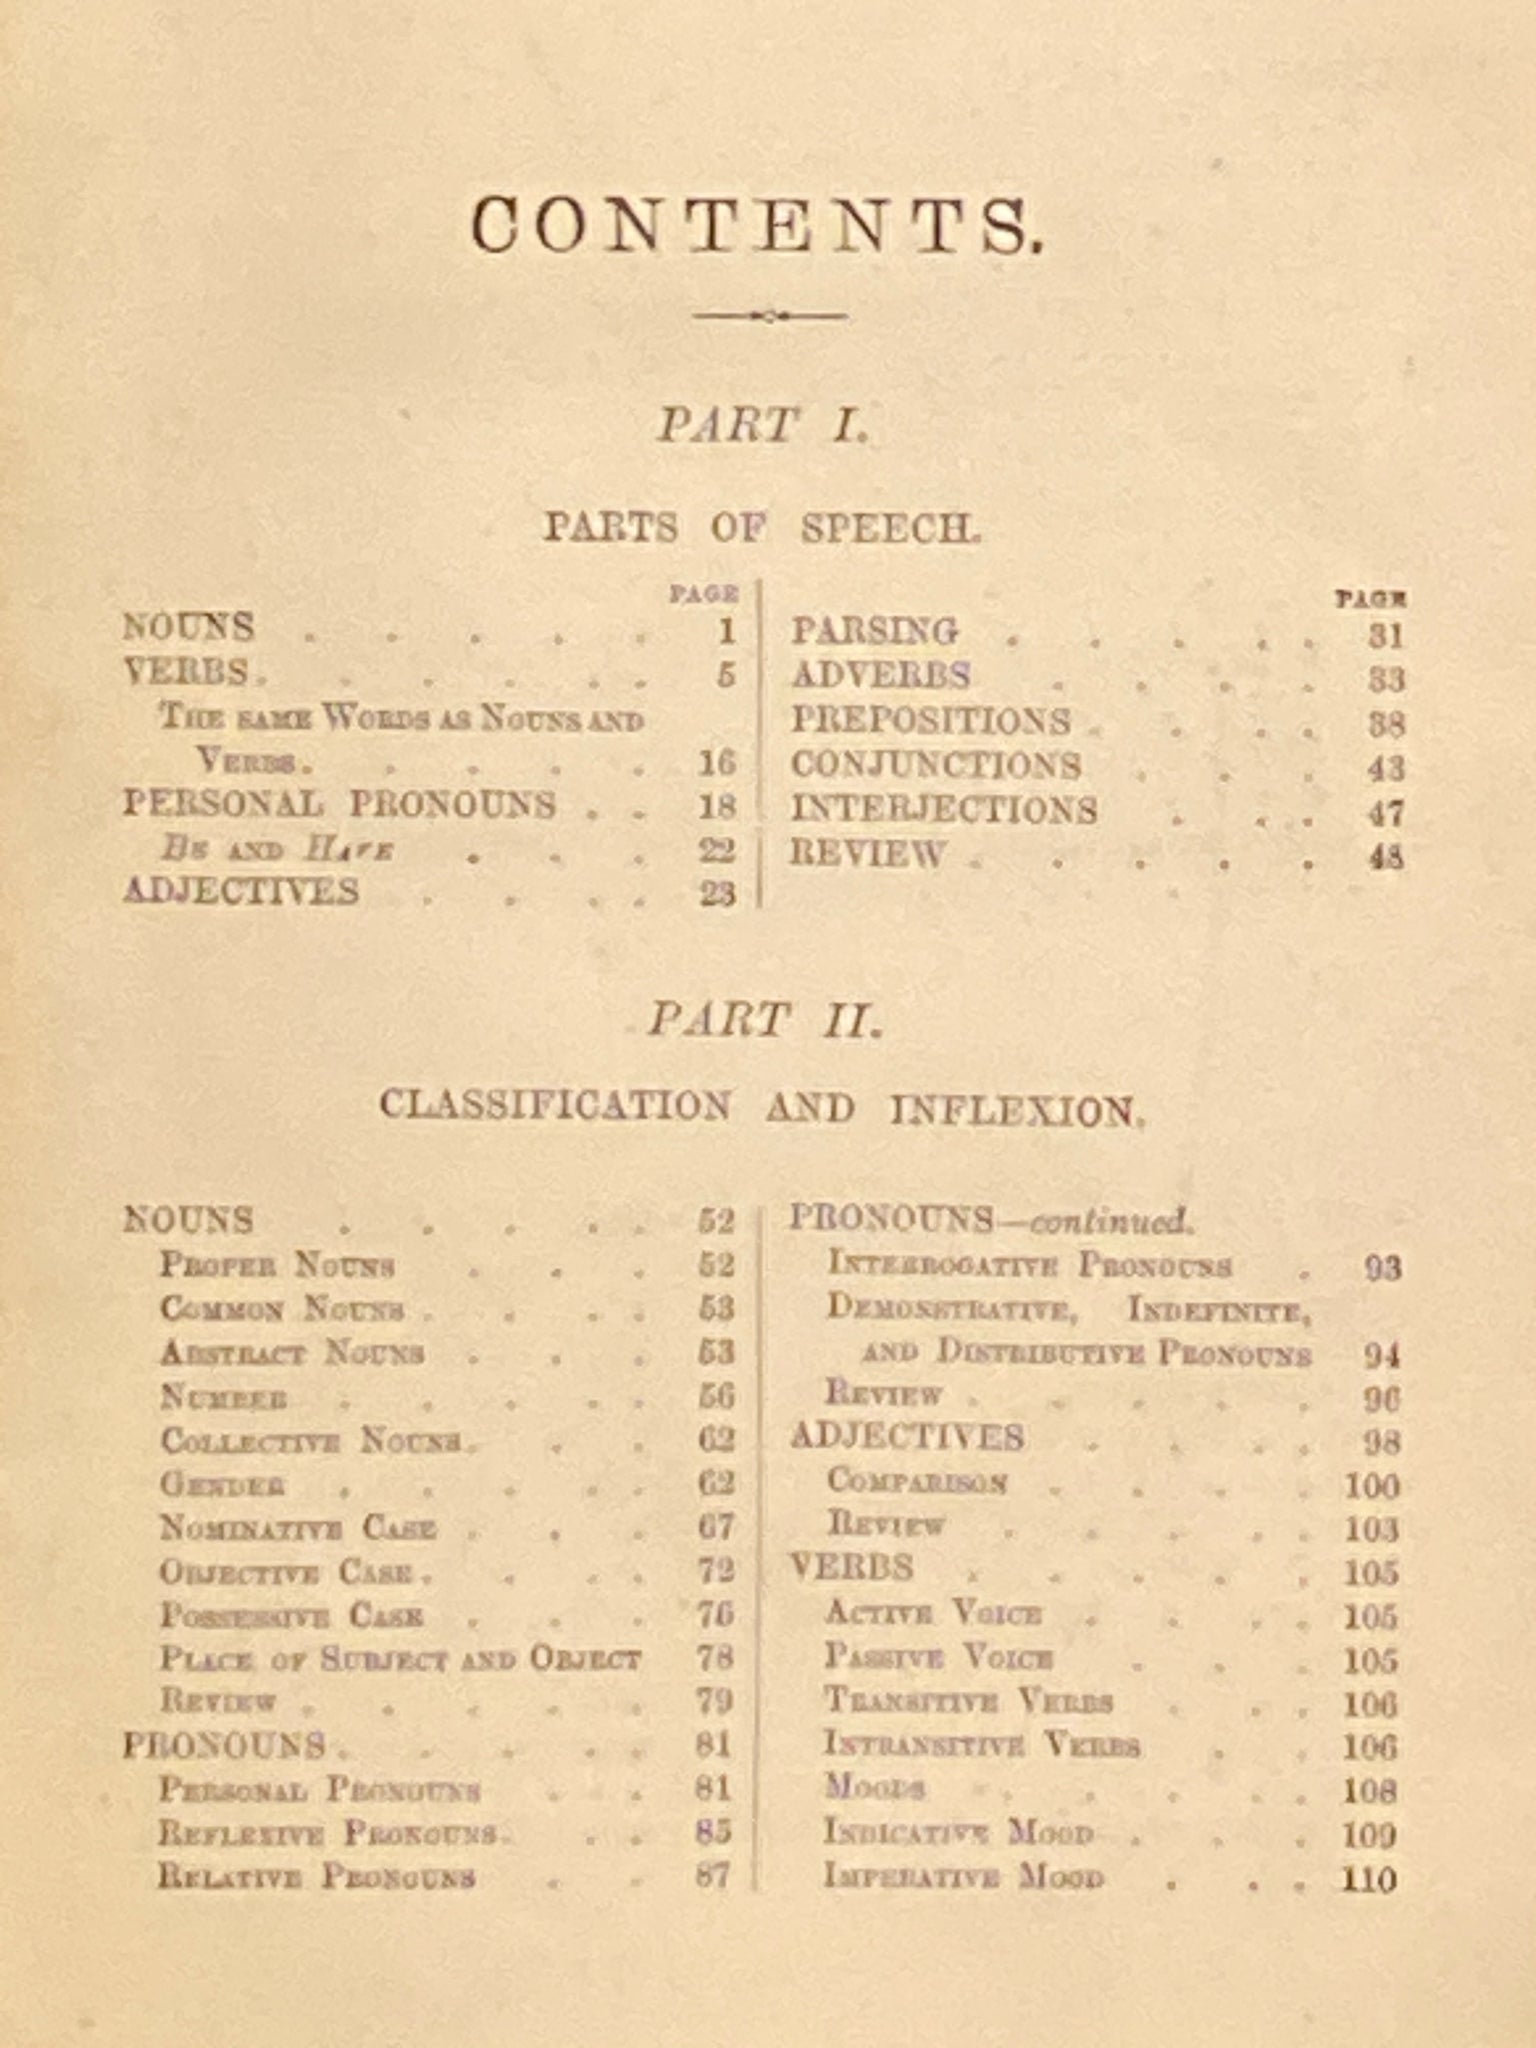 CONTENTS.
PART I.
PARTS OF SPEECH.
PAGE
NOUNS . . . . . 1
VERBS . . . . . 5
THE SAME WORDS AS NOUNS AND
VERBS . . . . . 16
PERSONAL PRONOUNS . . 18
BE AND HAVE . . . 22
ADJECTIVES . . . . 23
PAGE
PARSING . . . . . 31
ADVERBS . . . . 33
PREPOSITIONS . . . . 38
CONJUNCTIONS . . . 43
INTERJECTIONS . . . 47
REVIEW . . . . . 48
PART II.
CLASSIFICATION AND INFLEXION.
NOUNS . . . . . 52
PROPER NOUNS . . . 52
COMMON NOUNS . . . . 53
ABSTRACT NOUNS . . . 53
NUMBER . . . . . 56
COLLECTIVE NOUNS . . . 62
GENDER . . . . . 62
NOMINATIVE CASE . . . 67
OBJECTIVE CASE . . . . 72
POSSESSIVE CASE . . . 76
PLACE OF SUBJECT AND OBJECT 78
REVIEW . . . . . 79
PRONOUNS . . . . . 81
PERSONAL PRONOUNS . . 81
REFLEXIVE PRONOUNS . . . 85
RELATIVE PRONOUNS . . 87
PRONOUNS—continued.
INTERROGATIVE PRONOUNS . 93
DEMONSTRATIVE, INDEFINITE,
AND DISTRIBUTIVE PRONOUNS 94
REVIEW . . . . . 96
ADJECTIVES . . . . 98
COMPARISON . . . . 100
REVIEW . . . . . 103
VERBS . . . . . 105
ACTIVE VOICE . . . . 105
PASSIVE VOICE . . . 105
TRANSITIVE VERBS . . . 106
INTRANSITIVE VERBS . . 106
MOODS . . . . . 108
INDICATIVE MOOD . . . 109
IMPERATIVE MOOD . . . 110